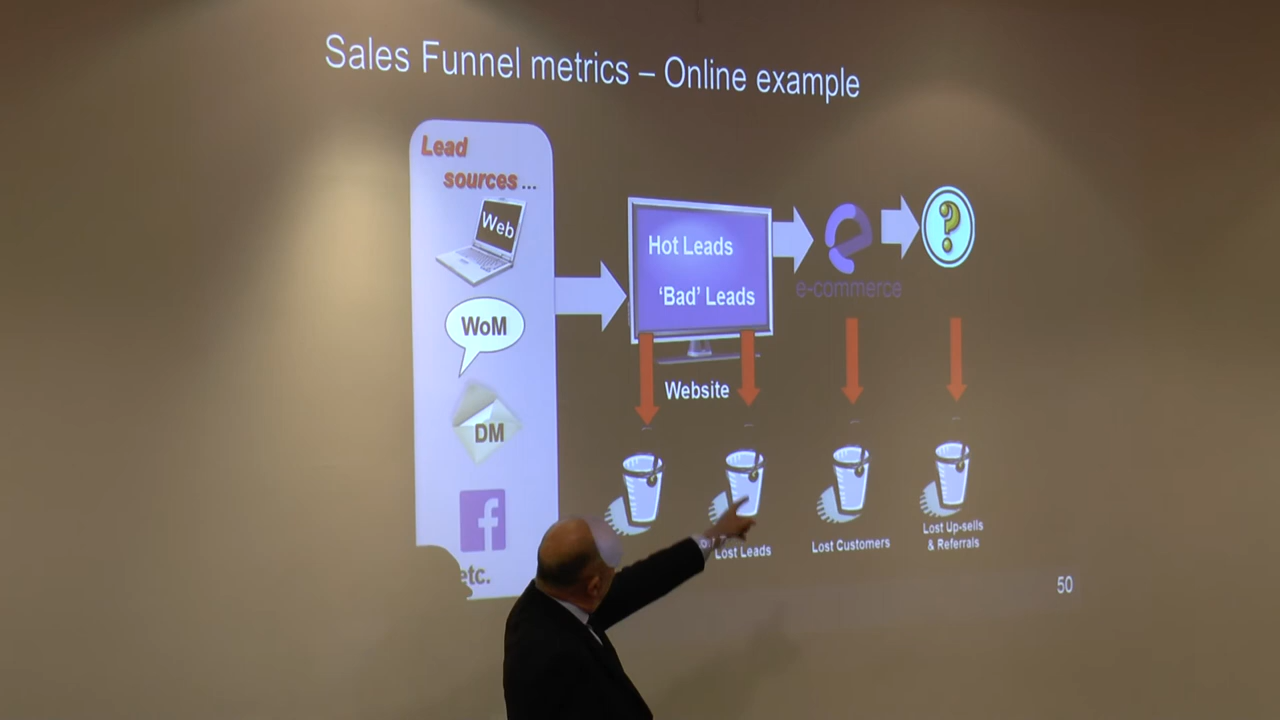 Sales Funnel metrics – Online example
Lead
sources ...
Web
WoM
DM
f
etc.
Hot Leads
'Bad' Leads
Website
e-commerce
?
Lost Leads
Lost Customers
Lost Up-sells
& Referrals
50